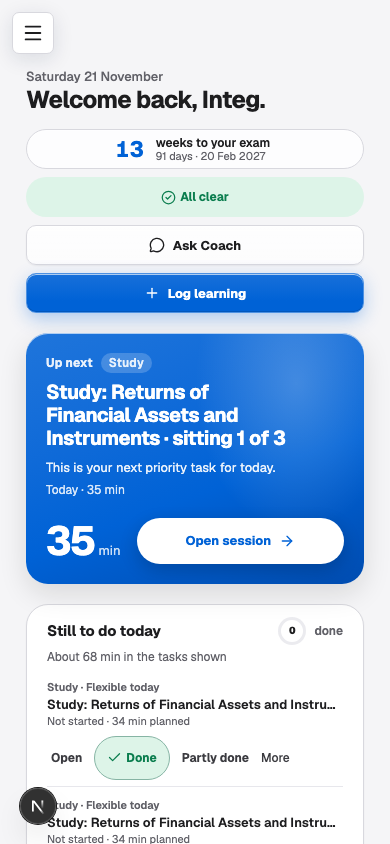 Saturday 21 November
Welcome back, Integ.
13
weeks to your exam
91 days · 20 Feb 2027
All clear
Ask Coach
Log learning
Up next
Study
Study: Returns of
Financial Assets and
Instruments · sitting 1 of 3
This is your next priority task for today.
Today · 35 min
35 min
Open session
Still to do today
0 done
About 68 min in the tasks shown
Study · Flexible today
Study: Returns of Financial Assets and Instru...
Not started · 34 min planned
Open
Done
Partly done
More
N
tudy · Flexible today
Study: Returns of Financial Assets and Instru...
Not started · 34 min planned